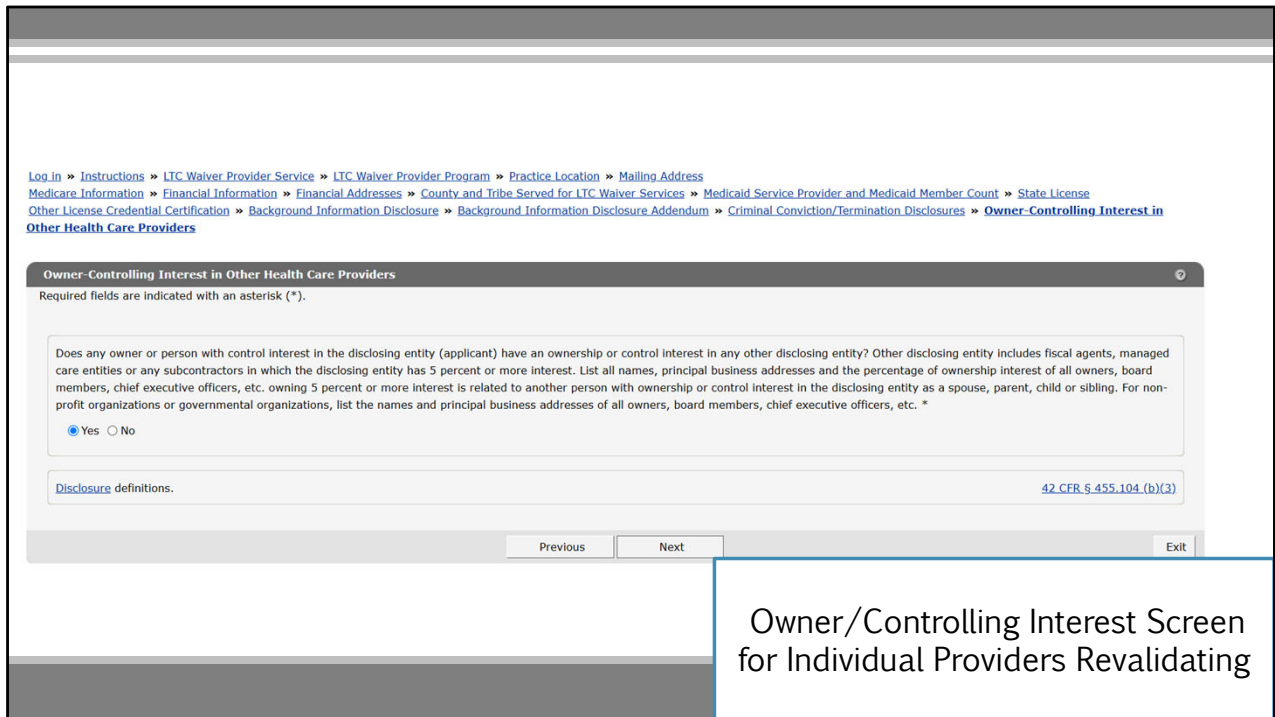 Log in » Instructions » LTC Waiver Provider Service » LTC Waiver Provider Program » Practice Location » Mailing Address
Medicare Information » Financial Information » Financial Addresses » County and Tribe Served for LTC Waiver Services » Medicaid Service Provider and Medicaid Member Count » State License
Other License Credential Certification » Background Information Disclosure » Background Information Disclosure Addendum » Criminal Conviction/Termination Disclosures » Owner-Controlling Interest in
Other Health Care Providers
Owner-Controlling Interest in Other Health Care Providers ?
Required fields are indicated with an asterisk (*).
Does any owner or person with control interest in the disclosing entity (applicant) have an ownership or control interest in any other disclosing entity? Other disclosing entity includes fiscal agents, managed
care entities or any subcontractors in which the disclosing entity has 5 percent or more interest. List all names, principal business addresses and the percentage of ownership interest of all owners, board
members, chief executive officers, etc. owning 5 percent or more interest is related to another person with ownership or control interest in the disclosing entity as a spouse, parent, child or sibling. For non-
profit organizations or governmental organizations, list the names and principal business addresses of all owners, board members, chief executive officers, etc. *
Yes No
Disclosure definitions. 42 CFR § 455.104 (b)(3)
Previous Next Exit
Owner/Controlling Interest Screen
for Individual Providers Revalidating